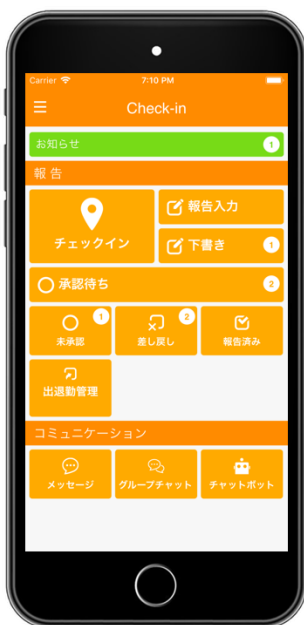 Carrier 7:10 PM
Check-in
お知らせ 1
報告
チェックイン
報告入力
下書き 1
承認待ち 2
1
未承認
2
差し戻し
報告済み
出退勤管理
コミュニケーション
メッセージ
グループチャット
チャットボット